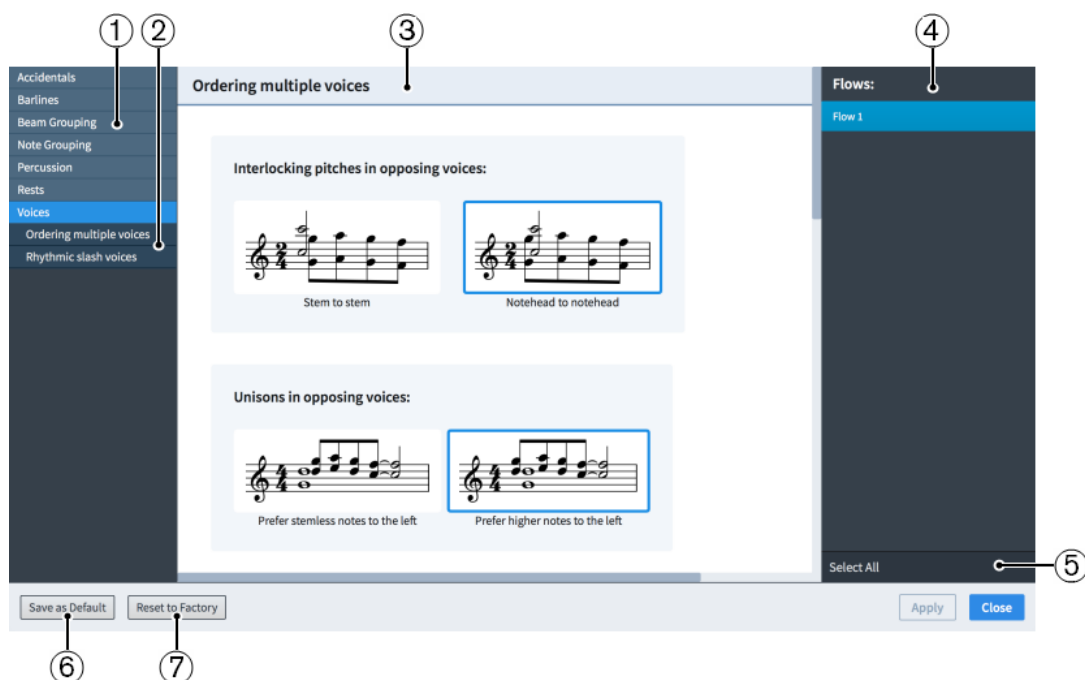 ① ② ③ ④
Accidentals
Barlines
Beam Grouping
Note Grouping
Percussion
Rests
Voices
Ordering multiple voices
Rhythmic slash voices
Ordering multiple voices
Interlocking pitches in opposing voices:
Stem to stem
Notehead to notehead
Unisons in opposing voices:
Prefer stemless notes to the left
Prefer higher notes to the left
Flows:
Flow 1
Select All
⑤
Save as Default
Reset to Factory
Apply
Close
⑥ ⑦